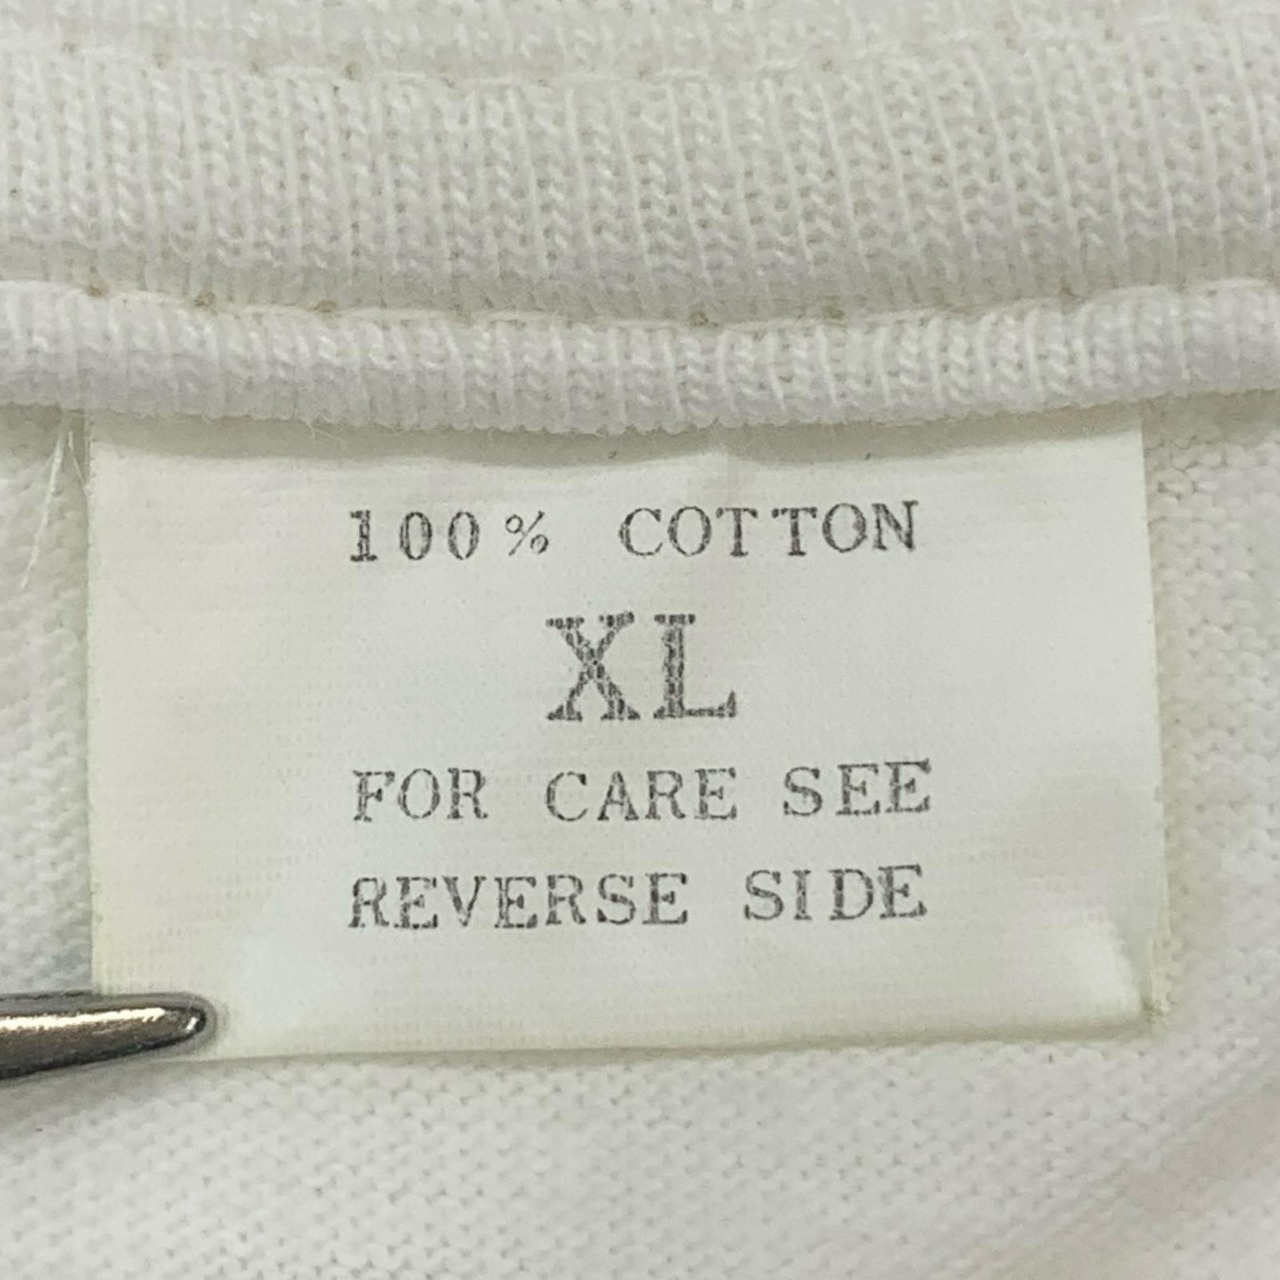 100% COTTON
XL
FOR CARE SEE
REVERSE SIDE